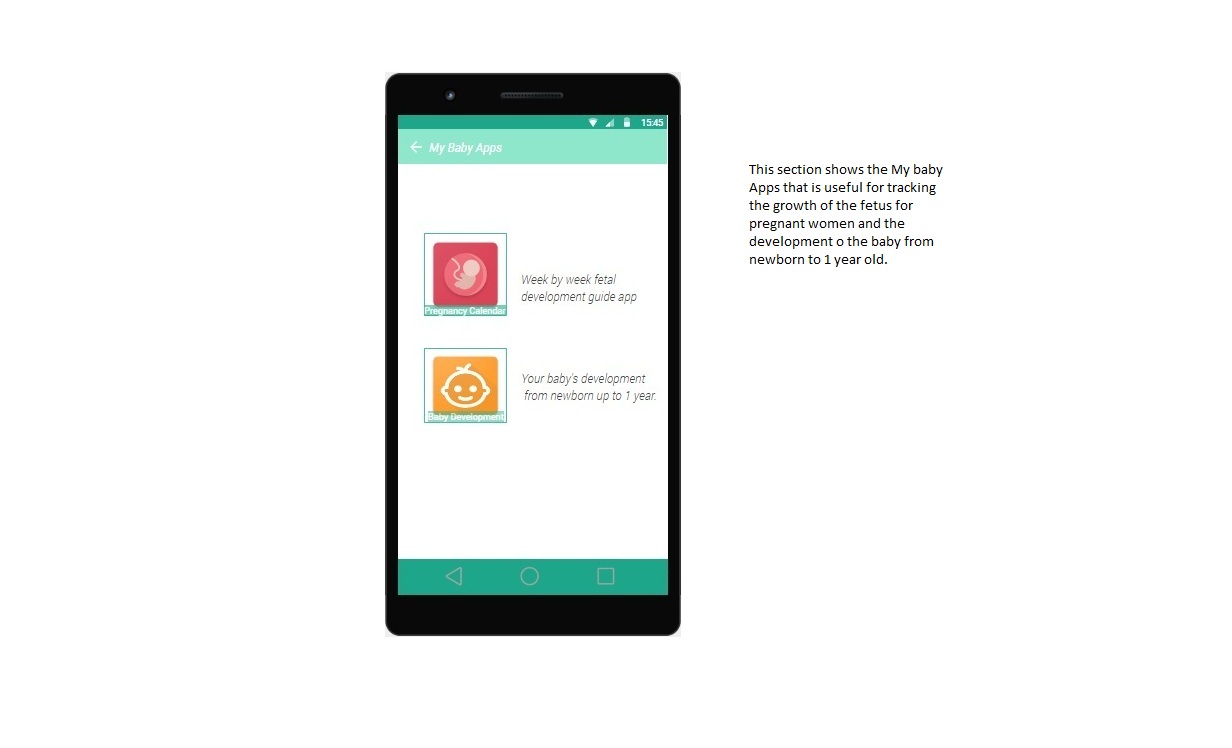 15:45
My Baby Apps
Week by week fetal
development guide app
Pregnancy Calendar
Your baby's development
from newborn up to 1 year.
Baby Development
This section shows the My baby
Apps that is useful for tracking
the growth of the fetus for
pregnant women and the
development o the baby from
newborn to 1 year old.